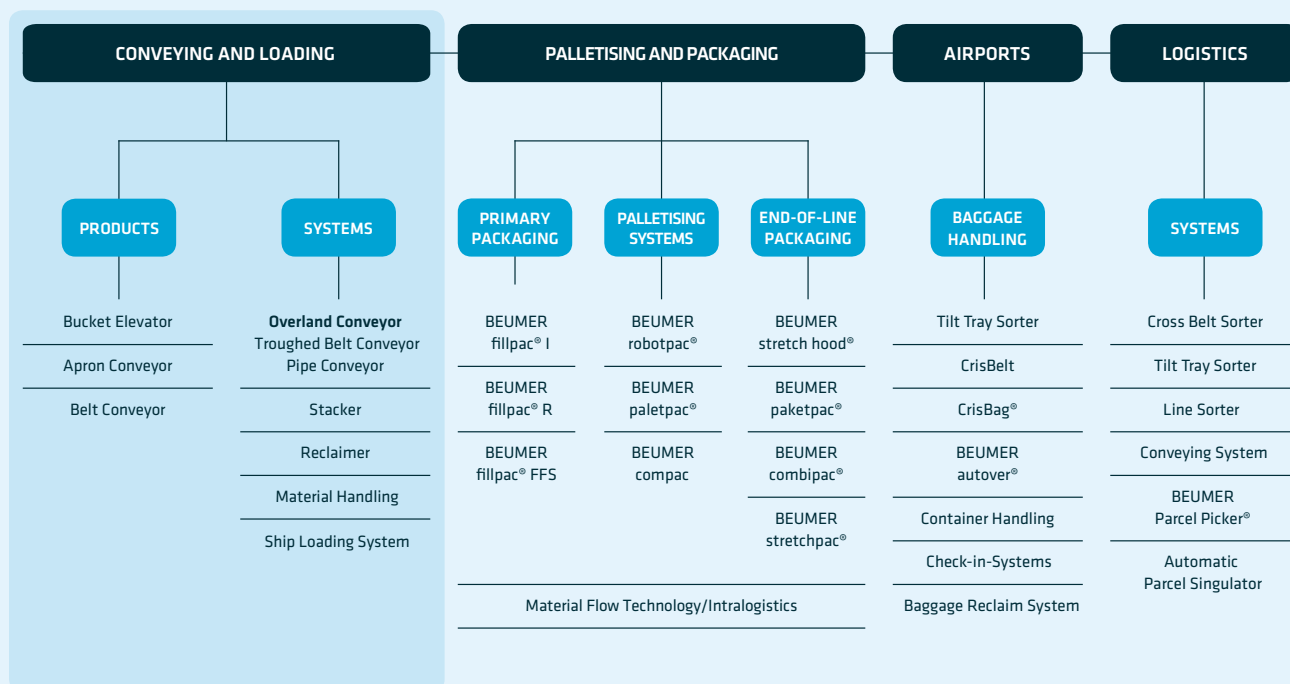 CONVEYING AND LOADING
PALLETISING AND PACKAGING
AIRPORTS
LOGISTICS
PRODUCTS
SYSTEMS
PRIMARY
PACKAGING
PALLETISING
SYSTEMS
END-OF-LINE
PACKAGING
BAGGAGE
HANDLING
SYSTEMS
Bucket Elevator
Apron Conveyor
Belt Conveyor
Overland Conveyor
Troughed Belt Conveyor
Pipe Conveyor
Stacker
Reclaimer
Material Handling
Ship Loading System
BEUMER
fillpac® I
BEUMER
fillpac® R
BEUMER
fillpac® FFS
BEUMER
robotpac®
BEUMER
paletpac®
BEUMER
compac
BEUMER
stretch hood®
BEUMER
paketpac®
BEUMER
combipac®
BEUMER
stretchpac®
Material Flow Technology/Intralogistics
Tilt Tray Sorter
CrisBelt
CrisBag®
BEUMER
autover®
Container Handling
Check-in-Systems
Baggage Reclaim System
Cross Belt Sorter
Tilt Tray Sorter
Line Sorter
Conveying System
BEUMER
Parcel Picker®
Automatic
Parcel Singulator